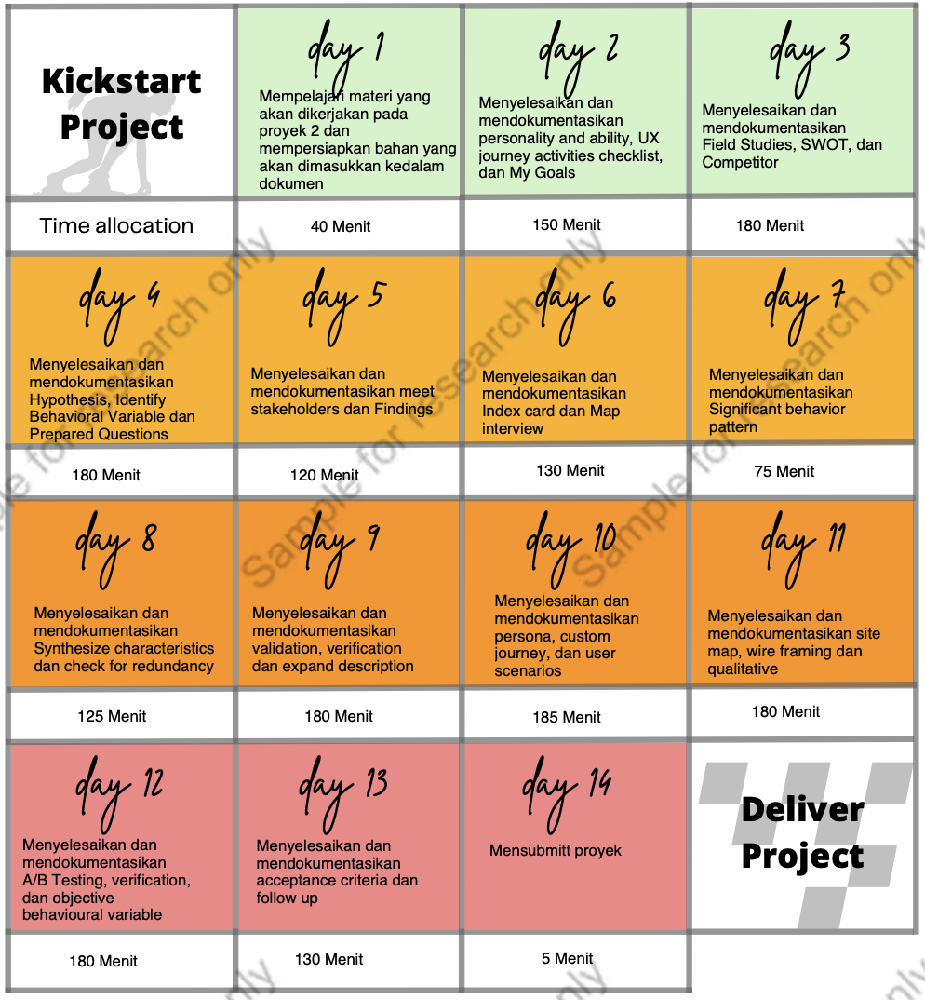 Kickstart
Project
day 1
Mempelajari materi yang
akan dikerjakan pada
proyek 2 dan
mempersiapkan bahan yang
akan dimasukkan kedalam
dokumen
day 2
Menyelesaikan dan
mendokumentasikan
personality and ability, UX
journey activities checklist,
dan My Goals
day 3
Menyelesaikan dan
mendokumentasikan
Field Studies, SWOT, dan
Competitor
Time allocation
40 Menit
150 Menit
180 Menit
day 4
Menyelesaikan dan
mendokumentasikan
Hypothesis, Identify
Behavioral Variable dan
Prepared Questions
day 5
Menyelesaikan dan
mendokumentasikan meet
stakeholders dan Findings
day 6
Menyelesaikan dan
mendokumentasikan
Index card dan Map
interview
day 7
Menyelesaikan dan
mendokumentasikan
Significant behavior
pattern
180 Menit
120 Menit
130 Menit
75 Menit
day 8
Menyelesaikan dan
mendokumentasikan
Synthesize characteristics
dan check for redundancy
day 9
Menyelesaikan dan
mendokumentasikan
validation, verification
dan expand description
day 10
Menyelesaikan dan
mendokumentasikan
persona, custom
journey, dan user
scenarios
day 11
Menyelesaikan dan
mendokumentasikan site
map, wire framing dan
qualitative
125 Menit
180 Menit
185 Menit
180 Menit
day 12
Menyelesaikan dan
mendokumentasikan
A/B Testing, verification,
dan objective
behavioural variable
day 13
Menyelesaikan dan
mendokumentasikan
acceptance criteria dan
follow up
day 14
Mensubmitt proyek
Deliver
Project
180 Menit
130 Menit
5 Menit
Sample for research only
Sample for research only
Sample for research only